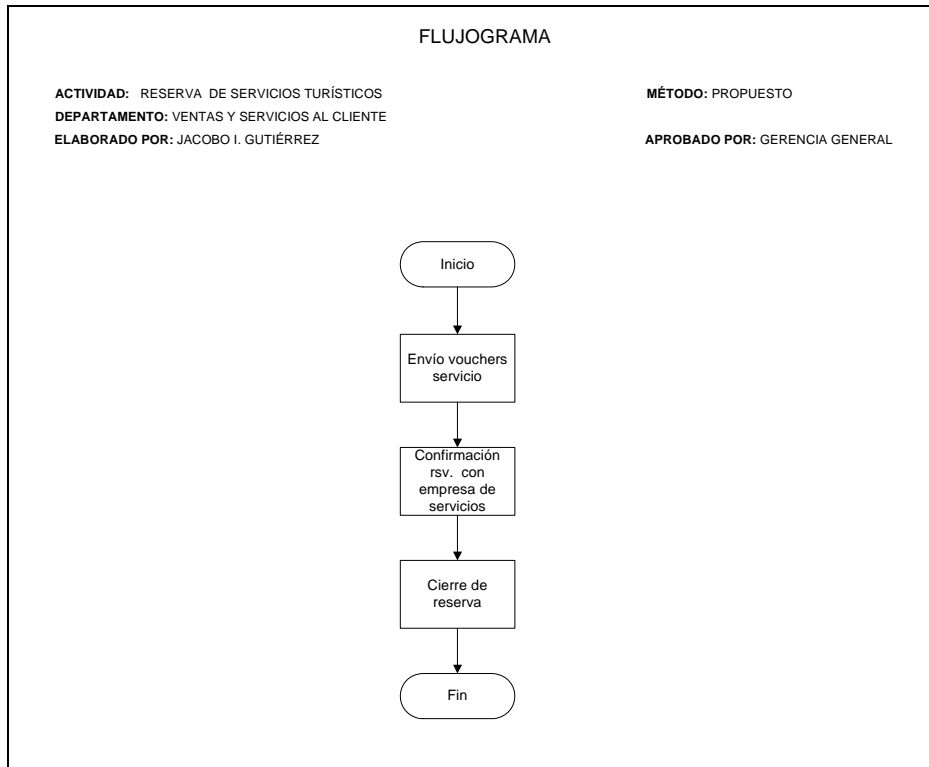 FLUJOGRAMA
ACTIVIDAD: RESERVA DE SERVICIOS TURÍSTICOS
MÉTODO: PROPUESTO
DEPARTAMENTO: VENTAS Y SERVICIOS AL CLIENTE
ELABORADO POR: JACOBO I. GUTIÉRREZ
APROBADO POR: GERENCIA GENERAL
Inicio
Envío vouchers
servicio
Confirmación
rsv. con
empresa de
servicios
Cierre de
reserva
Fin